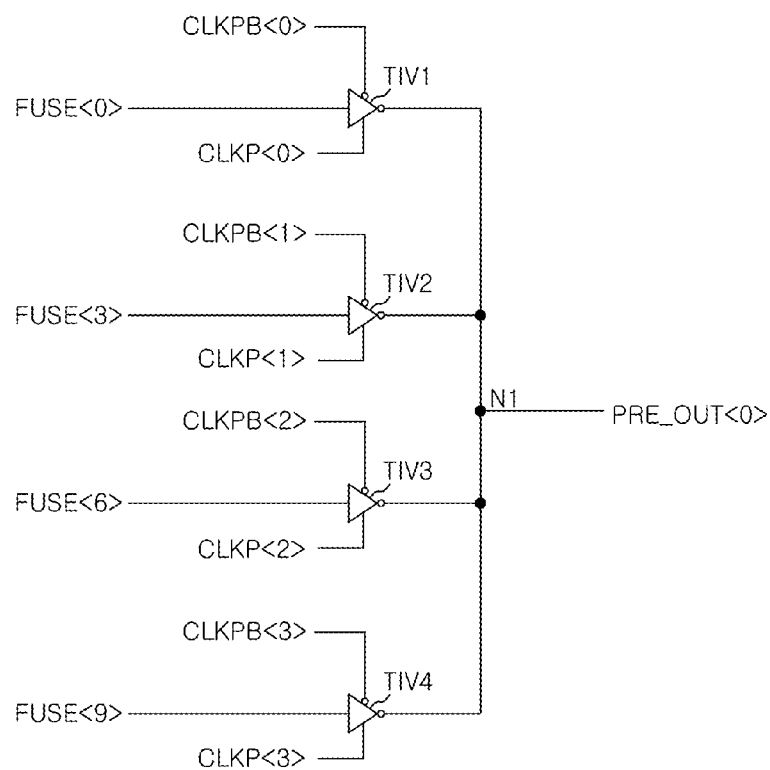 CLKPB<0>
TIV1
FUSE<0>
CLKP<0>
CLKPB<1>
TIV2
FUSE<3>
CLKP<1>
N1
PRE_OUT<0>
CLKPB<2>
TIV3
FUSE<6>
CLKP<2>
CLKPB<3>
TIV4
FUSE<9>
CLKP<3>